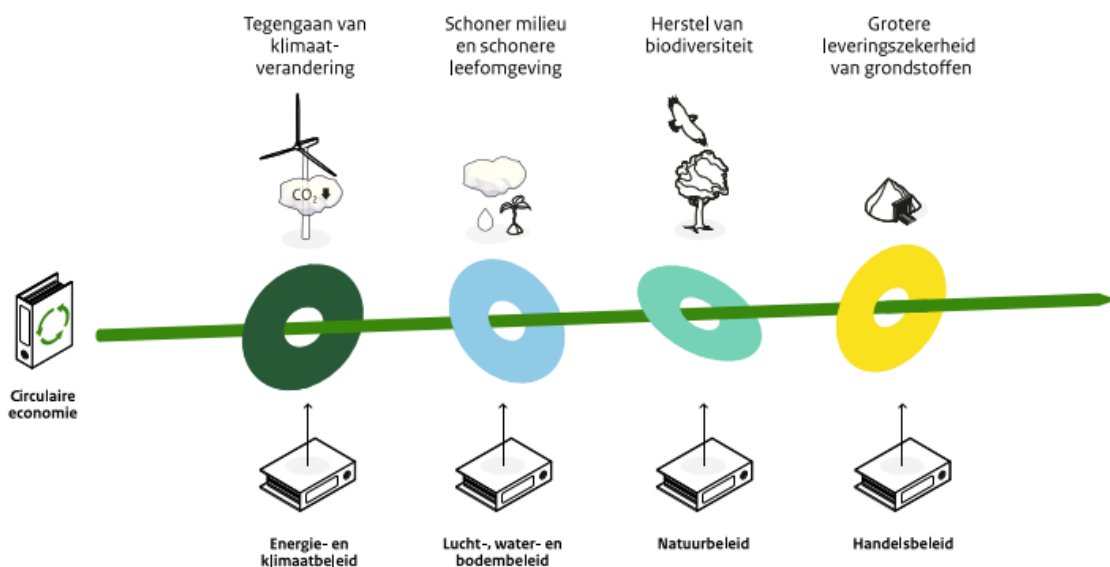 Tegengaan van
klimaat-
verandering
Schoner milieu
en schonere
leefomgeving
Herstel van
biodiversiteit
Grotere
leveringszekerheid
van grondstoffen
CO₂
Circulaire
economie
Energie- en
klimaatbeleid
Lucht-, water- en
bodembeleid
Natuurbeleid
Handelsbeleid